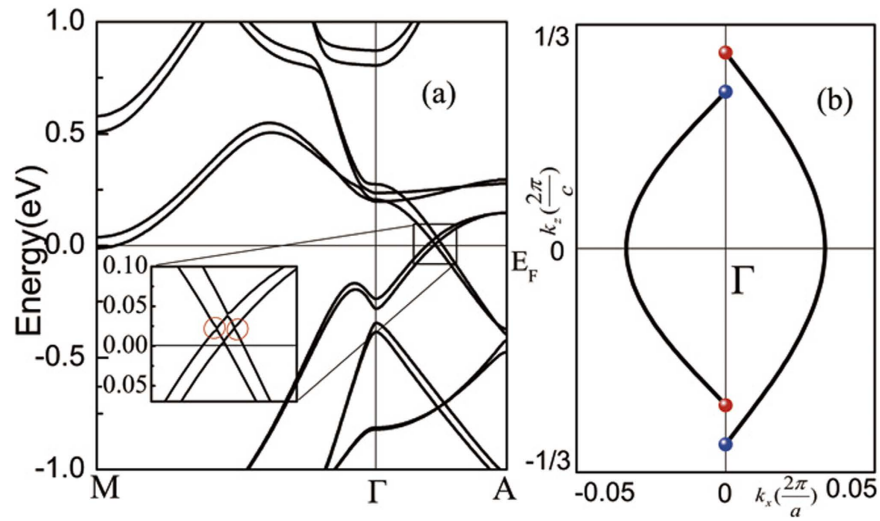 1.0
0.5
0.0
-0.5
-1.0
Energy(eV)
(a)
0.10
0.05
0.00
-0.05
E_F
M
Γ
A
(b)
1/3
0
-1/3
k_z(2π/c)
Γ
-0.05
0
0.05
k_x(2π/a)